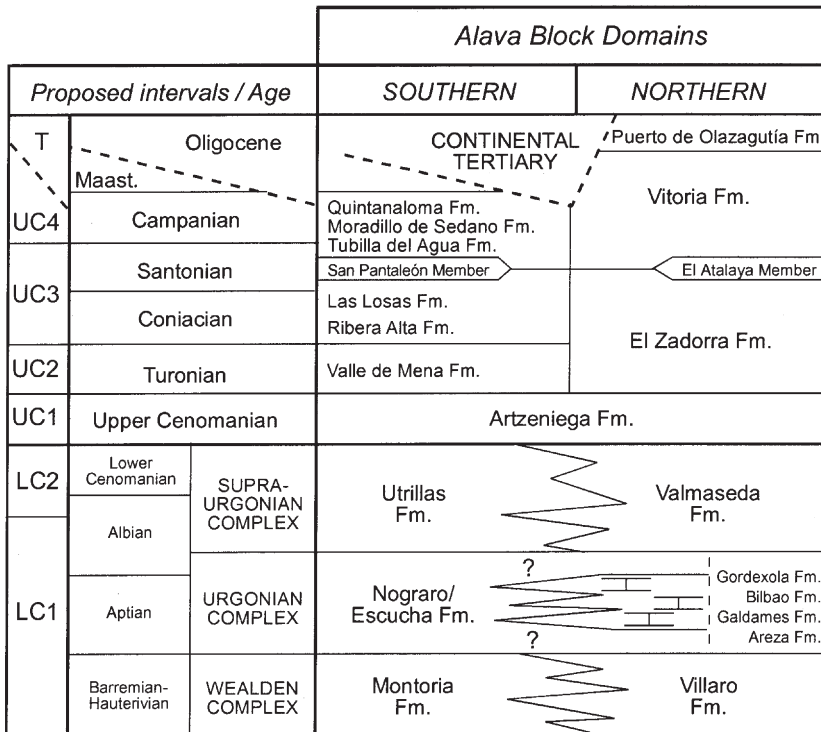 Alava Block Domains
Proposed intervals / Age
SOUTHERN
NORTHERN
T
Oligocene
CONTINENTAL
TERTIARY
Puerto de Olazagutía Fm
Maast.
Vitoria Fm.
UC4
Campanian
Quintanaloma Fm.
Moradillo de Sedano Fm.
Tubilla del Agua Fm.
UC3
Santonian
San Pantaleón Member
El Atalaya Member
Coniacian
Las Losas Fm.
Ribera Alta Fm.
El Zadorra Fm.
UC2
Turonian
Valle de Mena Fm.
UC1
Upper Cenomanian
Artzeniega Fm.
LC2
Lower
Cenomanian
SUPRA-
URGONIAN
COMPLEX
Utrillas
Fm.
Valmaseda
Fm.
Albian
LC1
Aptian
URGONIAN
COMPLEX
Nograro/
Escucha Fm.
?
?
Gordexola Fm.
Bilbao Fm.
Galdames Fm.
Areza Fm.
Barremian-
Hauterivian
WEALDEN
COMPLEX
Montoria
Fm.
Villaro
Fm.